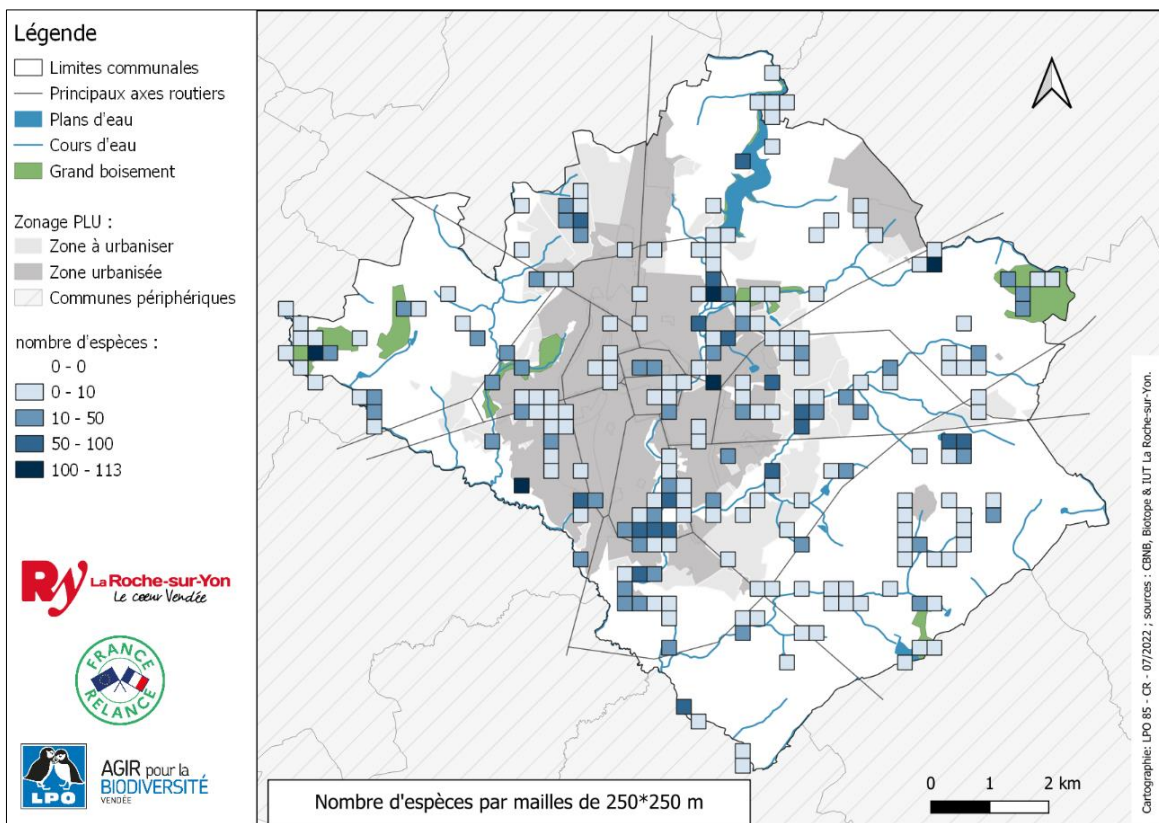 Légende
Limites communales
Principaux axes routiers
Plans d'eau
Cours d'eau
Grand boisement
Zonage PLU :
Zone à urbaniser
Zone urbanisée
Communes périphériques
nombre d'espèces :
0 - 0
0 - 10
10 - 50
50 - 100
100 - 113
Ry La Roche-sur-Yon
Le cœur Vendée
FRANCE
RELANCE
LPO
AGIR pour la
BIODIVERSITÉ
VENDÉE
Nombre d'espèces par mailles de 250*250 m
0 1 2 km
Cartographie: LPO 85 - CR - 07/2022 ; sources : CBNB, Biotope & IUT La Roche-sur-Yon.